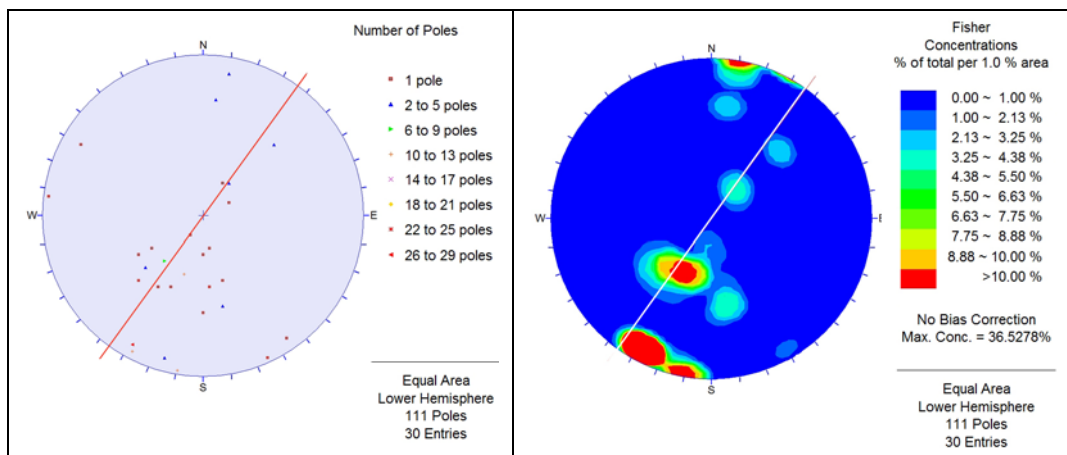 Number of Poles
N
1 pole
2 to 5 poles
6 to 9 poles
10 to 13 poles
14 to 17 poles
18 to 21 poles
22 to 25 poles
26 to 29 poles
W
E
S
Equal Area
Lower Hemisphere
111 Poles
30 Entries
Fisher
Concentrations
% of total per 1.0 % area
N
0.00 ~ 1.00 %
1.00 ~ 2.13 %
2.13 ~ 3.25 %
3.25 ~ 4.38 %
4.38 ~ 5.50 %
5.50 ~ 6.63 %
6.63 ~ 7.75 %
7.75 ~ 8.88 %
8.88 ~ 10.00 %
>10.00 %
W
E
S
No Bias Correction
Max. Conc. = 36.5278%
Equal Area
Lower Hemisphere
111 Poles
30 Entries